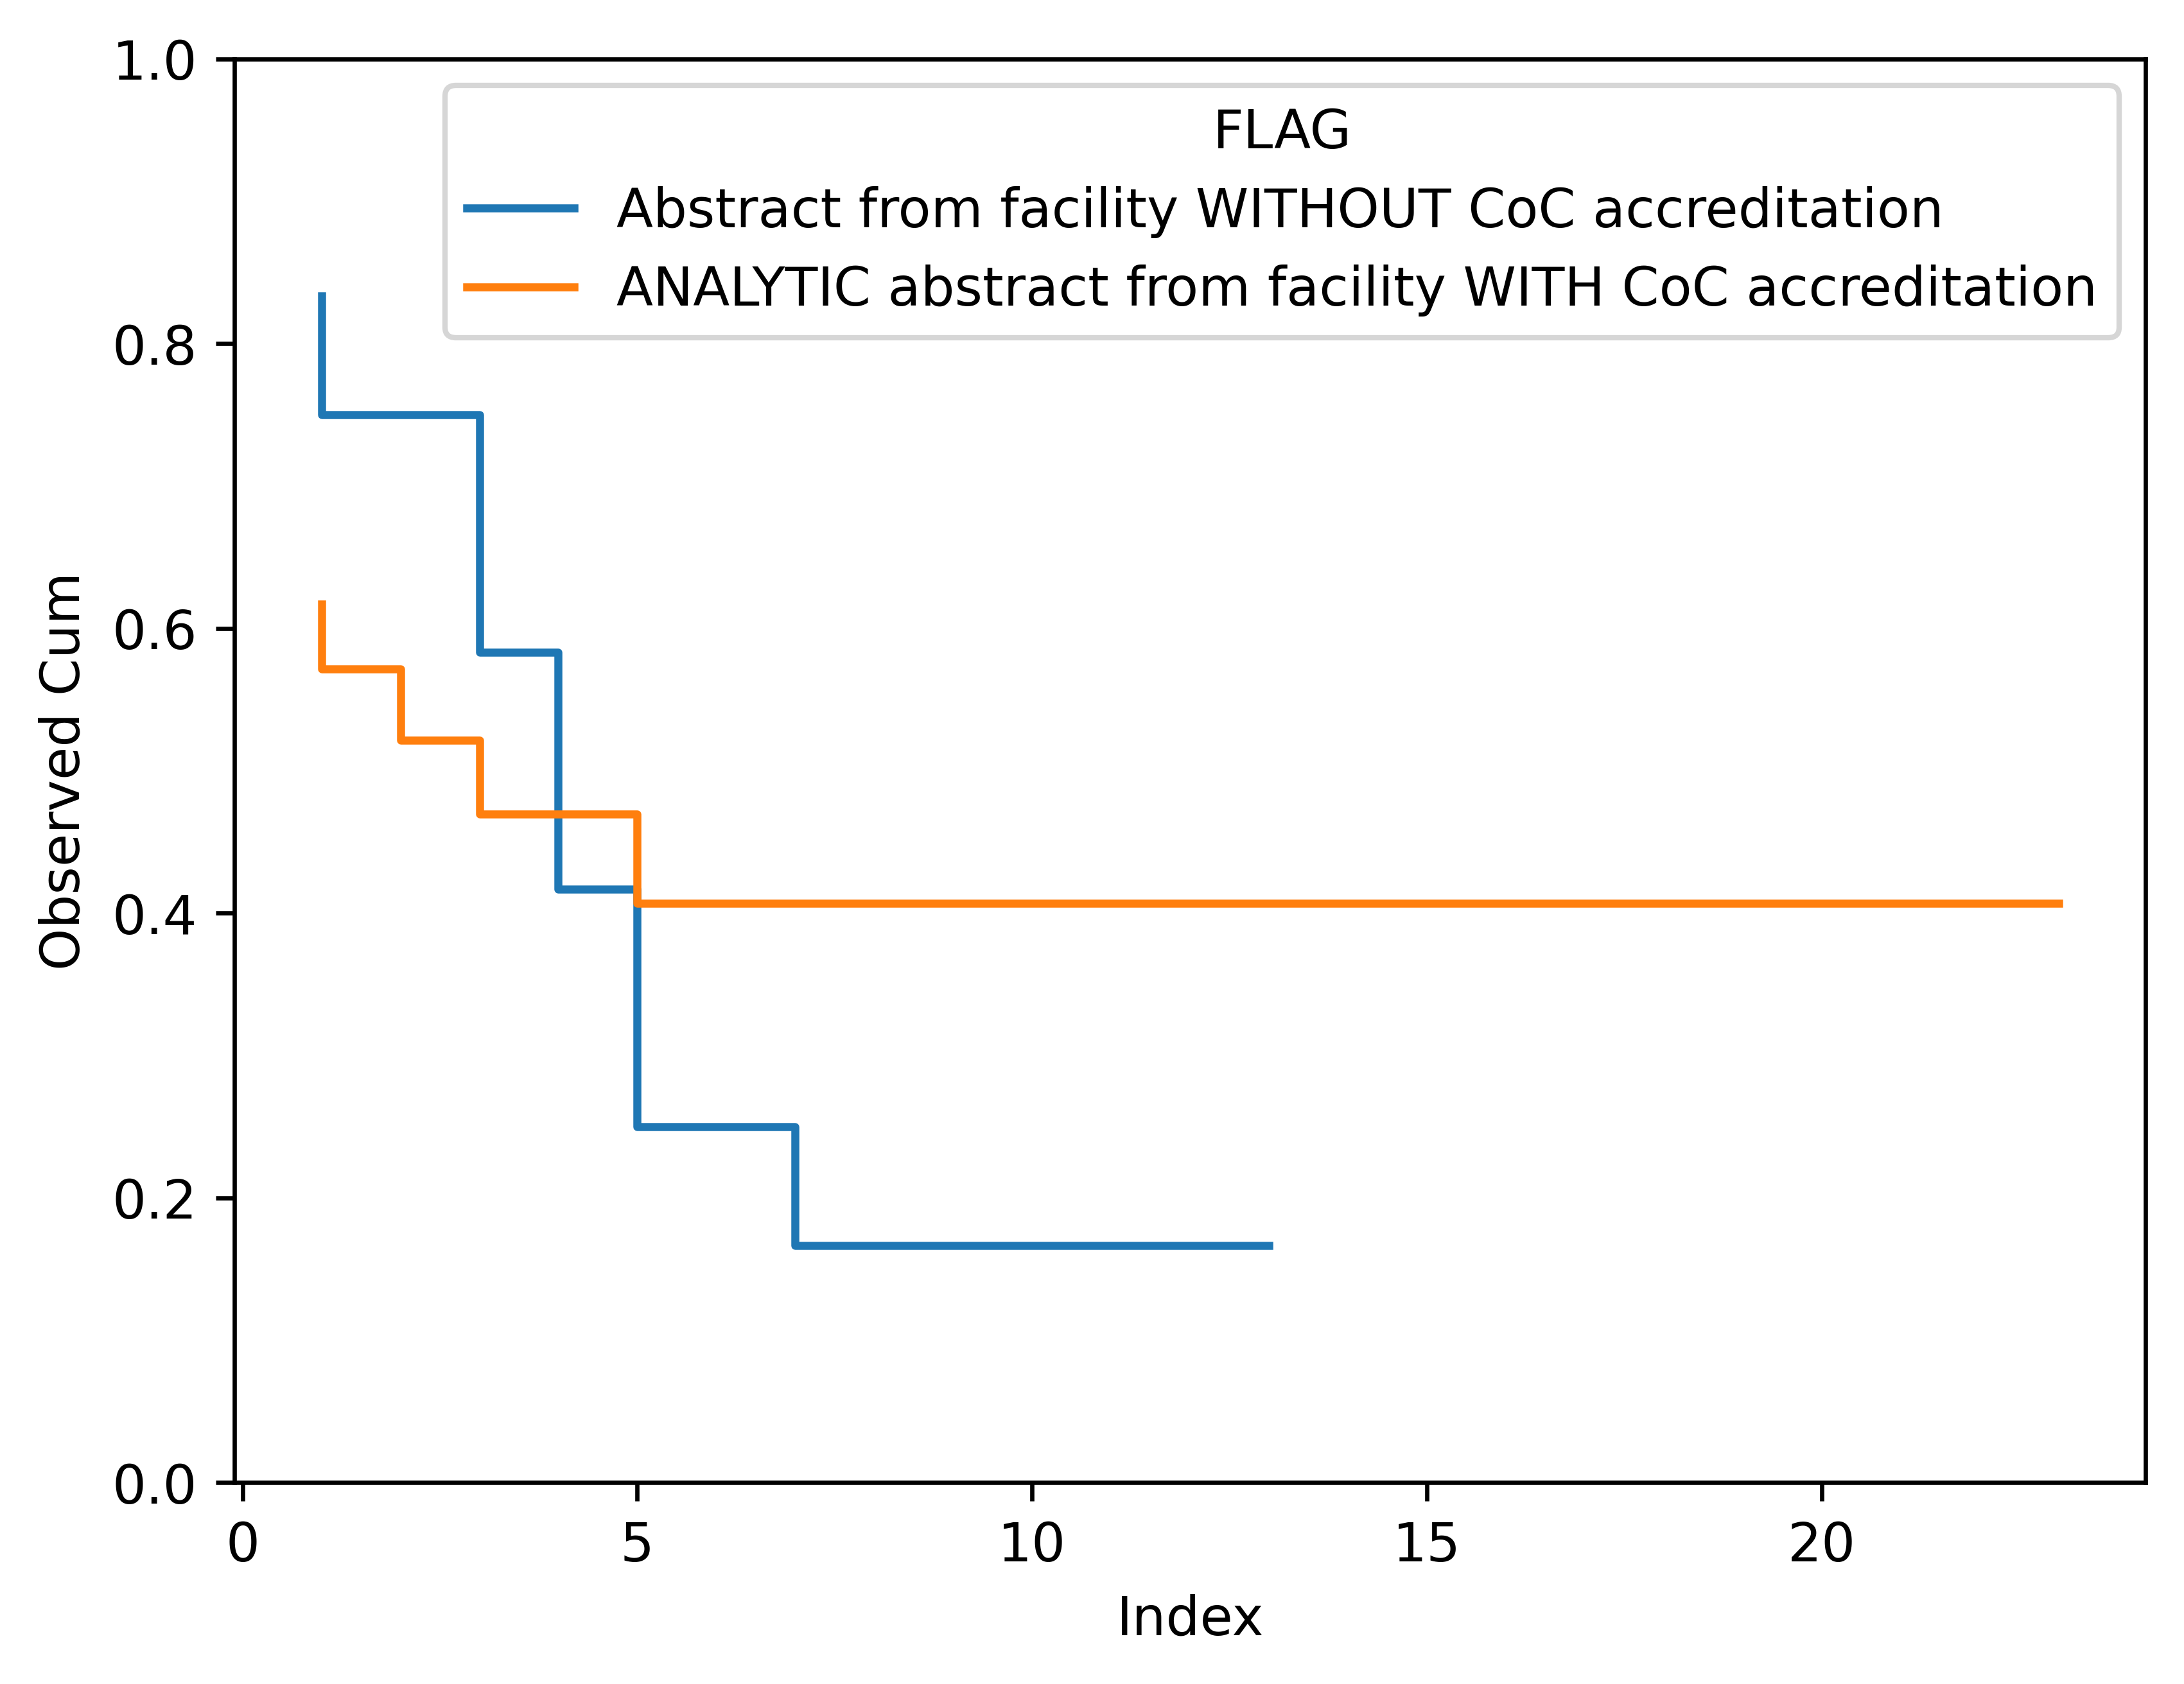 FLAG
Abstract from facility WITHOUT CoC accreditation
ANALYTIC abstract from facility WITH CoC accreditation
1.0
0.8
0.6
0.4
0.2
0.0
Observed Cum
0 5 10 15 20
Index